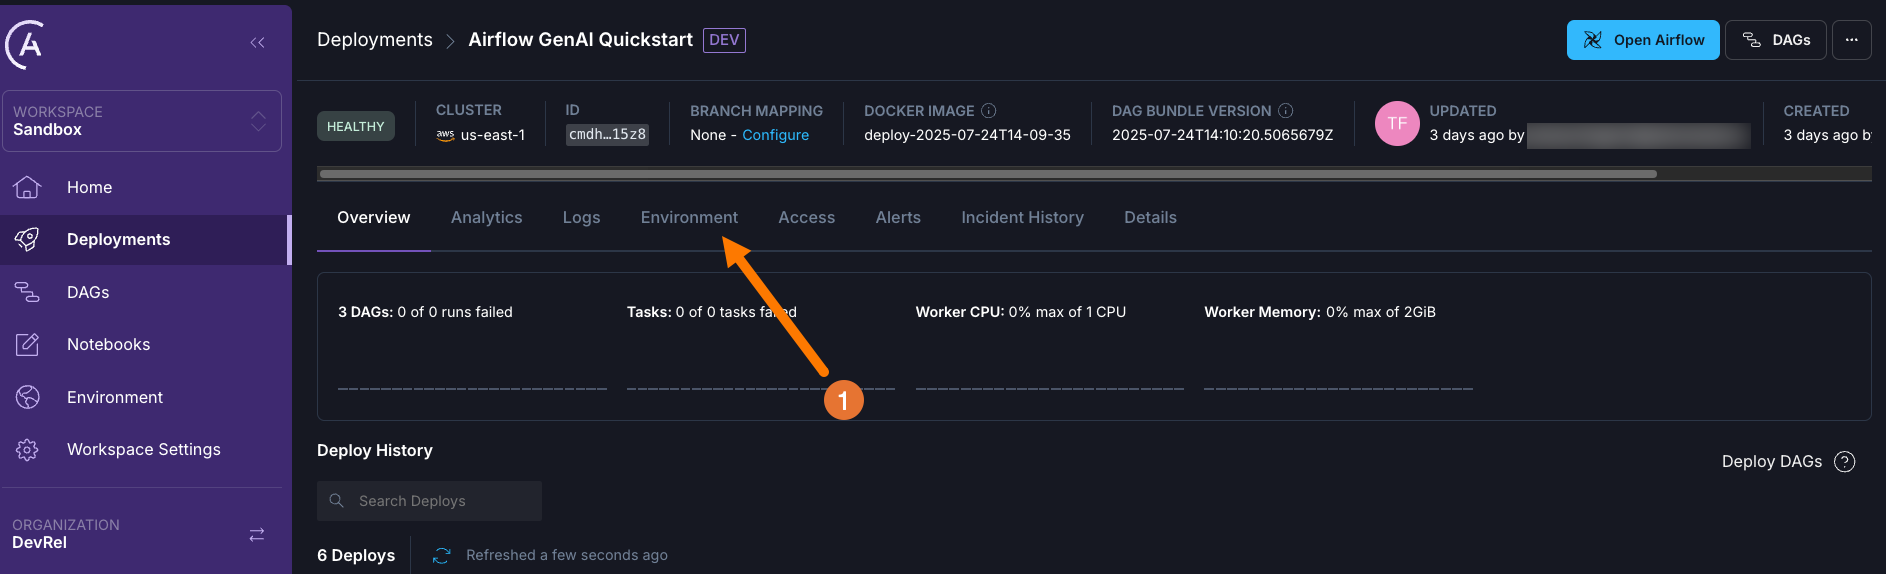 Deployments > Airflow GenAI Quickstart DEV
Open Airflow
DAGs
...
WORKSPACE
Sandbox
Home
Deployments
DAGs
Notebooks
Environment
Workspace Settings
ORGANIZATION
DevRel
HEALTHY
CLUSTER
aws us-east-1
ID
cmdh...15z8
BRANCH MAPPING
None - Configure
DOCKER IMAGE
deploy-2025-07-24T14-09-35
DAG BUNDLE VERSION
2025-07-24T14:10:20.5065679Z
TF
UPDATED
3 days ago by
CREATED
3 days ago
Overview Analytics Logs Environment Access Alerts Incident History Details
3 DAGs: 0 of 0 runs failed
Tasks: 0 of 0 tasks failed
Worker CPU: 0% max of 1 CPU
Worker Memory: 0% max of 2GiB
1
Deploy History
Deploy DAGs ?
Search Deploys
6 Deploys
Refreshed a few seconds ago